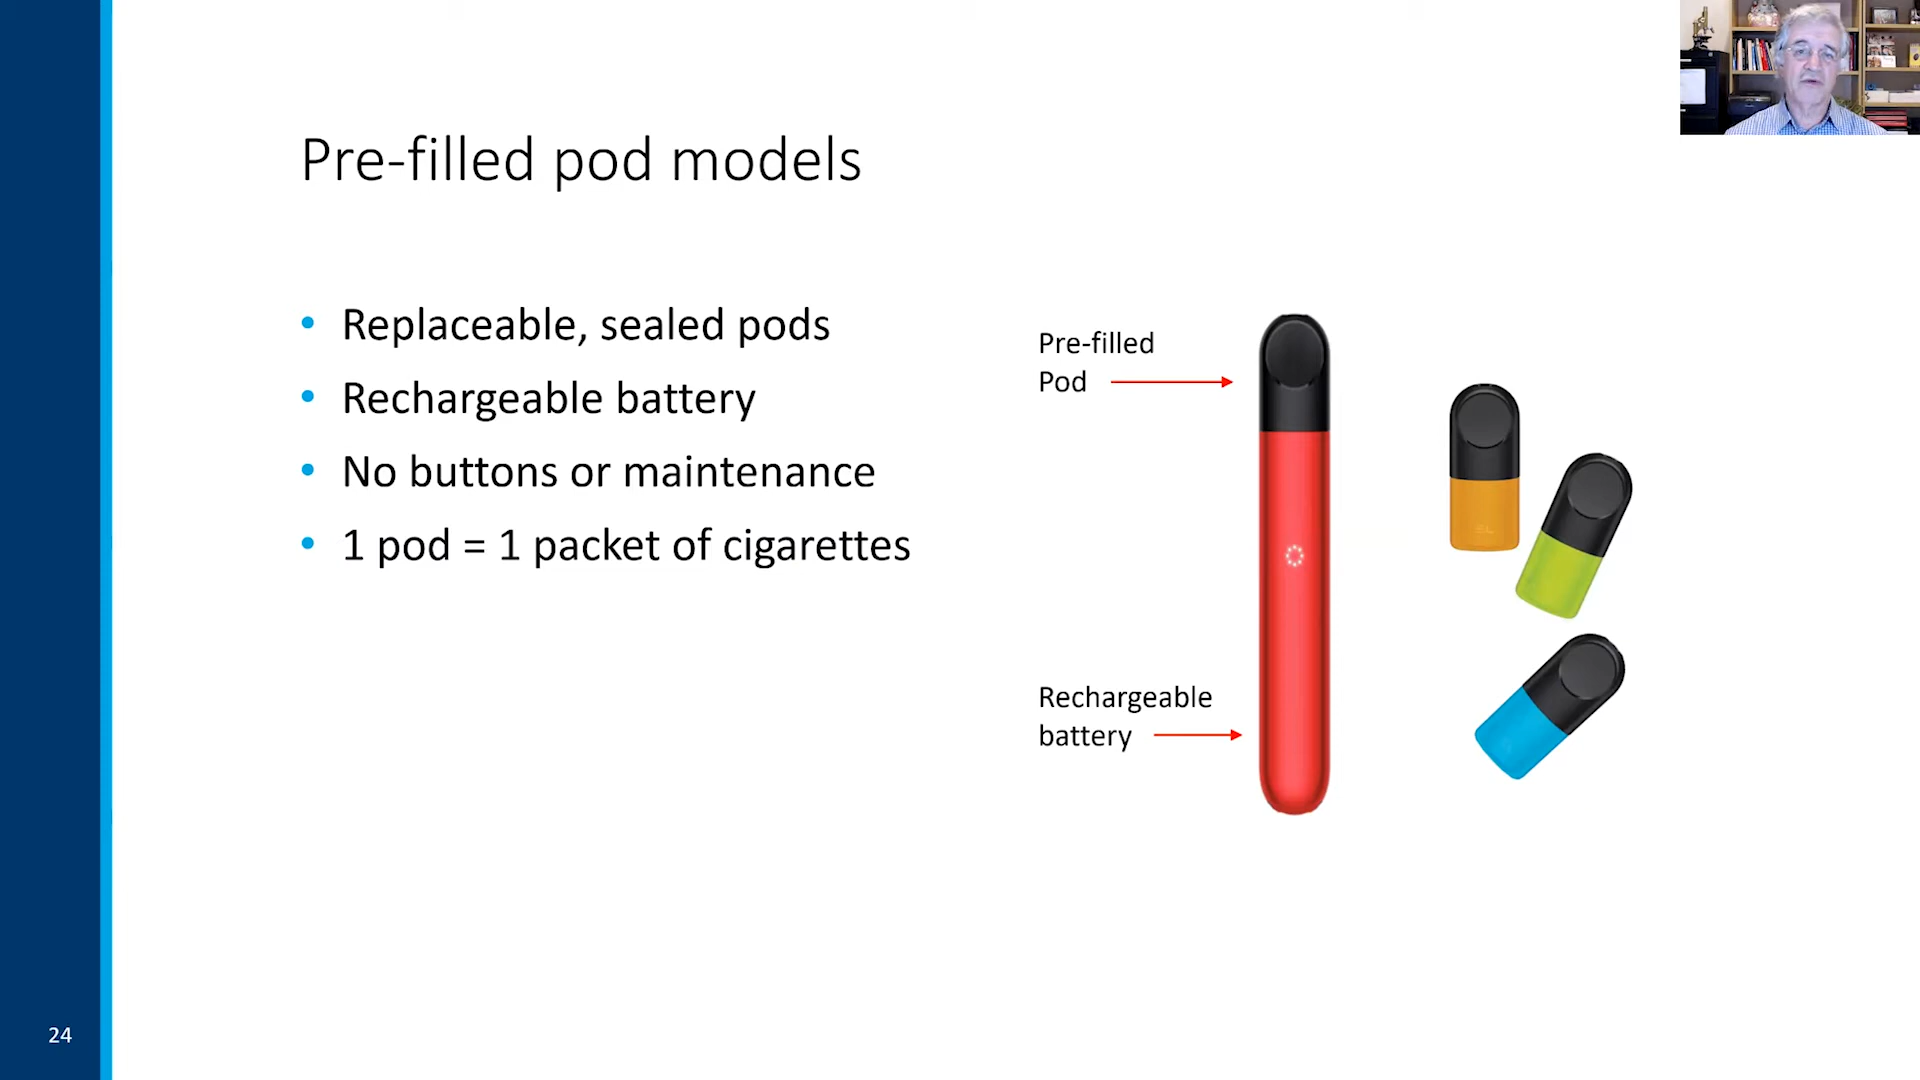 Pre-filled pod models
• Replaceable, sealed pods
• Rechargeable battery
• No buttons or maintenance
• 1 pod = 1 packet of cigarettes
Pre-filled
Pod
Rechargeable
battery
24